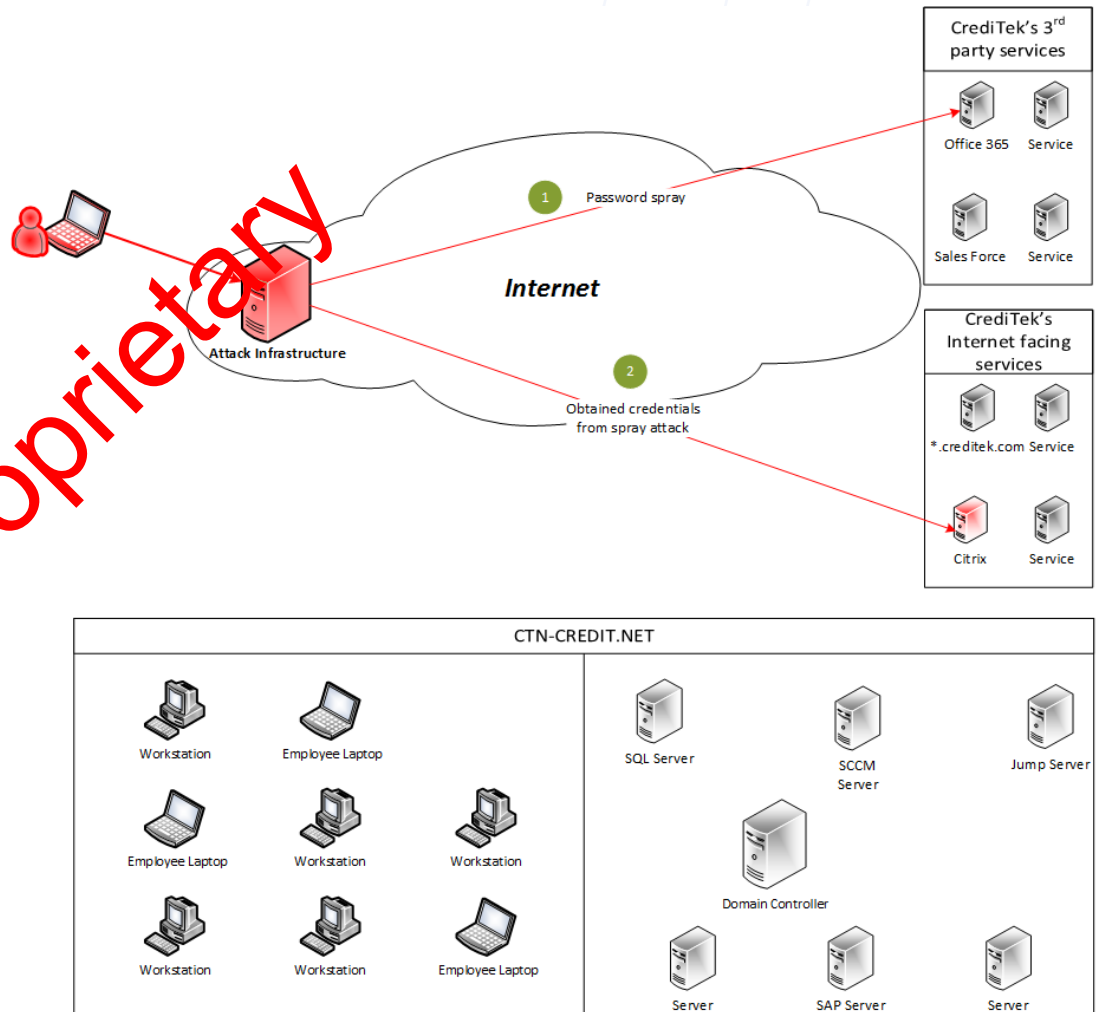 CrediTek's 3rd
party services
Office 365 Service
Sales Force Service
1 Password spray
Internet
Attack Infrastructure
2
Obtained credentials
from spray attack
CrediTek's
Internet facing
services
*.creditek.com Service
Citrix Service
oprietary
CTN-CREDIT.NET
Workstation Employee Laptop
Employee Laptop Workstation Workstation
Workstation Workstation Employee Laptop
SQL Server
SCCM
Server
Jump Server
Domain Controller
Server SAP Server Server